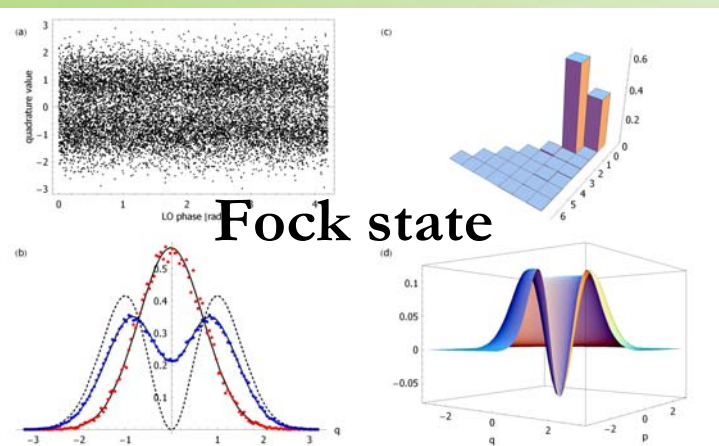 (a)
3
2
1
0
−1
−2
−3
quadrature value
0 1 2 3 4
LO phase [rad
(c)
0.6
0.4
0.2
0
0
1
2
3
4
5
6
Fock state
(b)
0.5
0.4
0.3
0.2
0.1
−3 −2 −1 0 1 2 3 q
(d)
0.1
0.05
0
−0.05
−2 0 2
q
−2 0 2
p